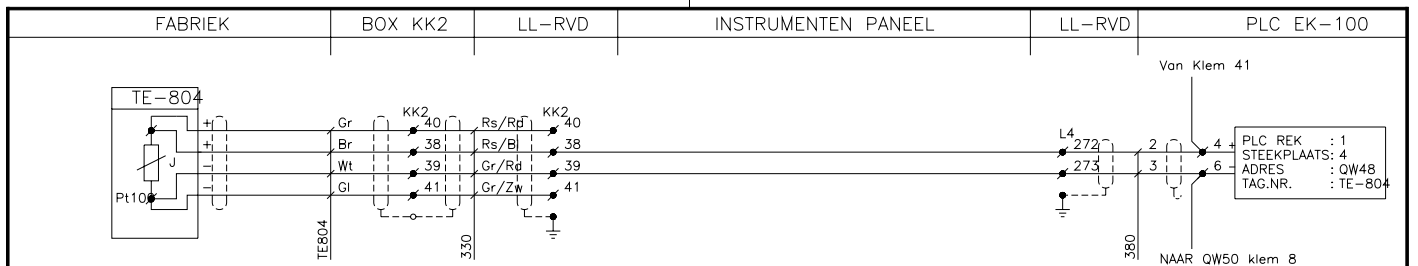 FABRIEK BOX KK2 LL-RVD INSTRUMENTEN PANEEL LL-RVD PLC EK-100
Van Klem 41
TE-804
KK2 KK2
+ Gr 40 Rs/Rd 40
L4
+ Br 38 Rs/Bl 38 272 2 4 +
J - Wt 39 Gr/Rd 39 273 3 6 -
Pt100 - Gl 41 Gr/Zw 41
PLC REK : 1
STEEKPLAATS: 4
ADRES : QW48
TAG.NR. : TE-804
TE804 330 380
NAAR QW50 klem 8